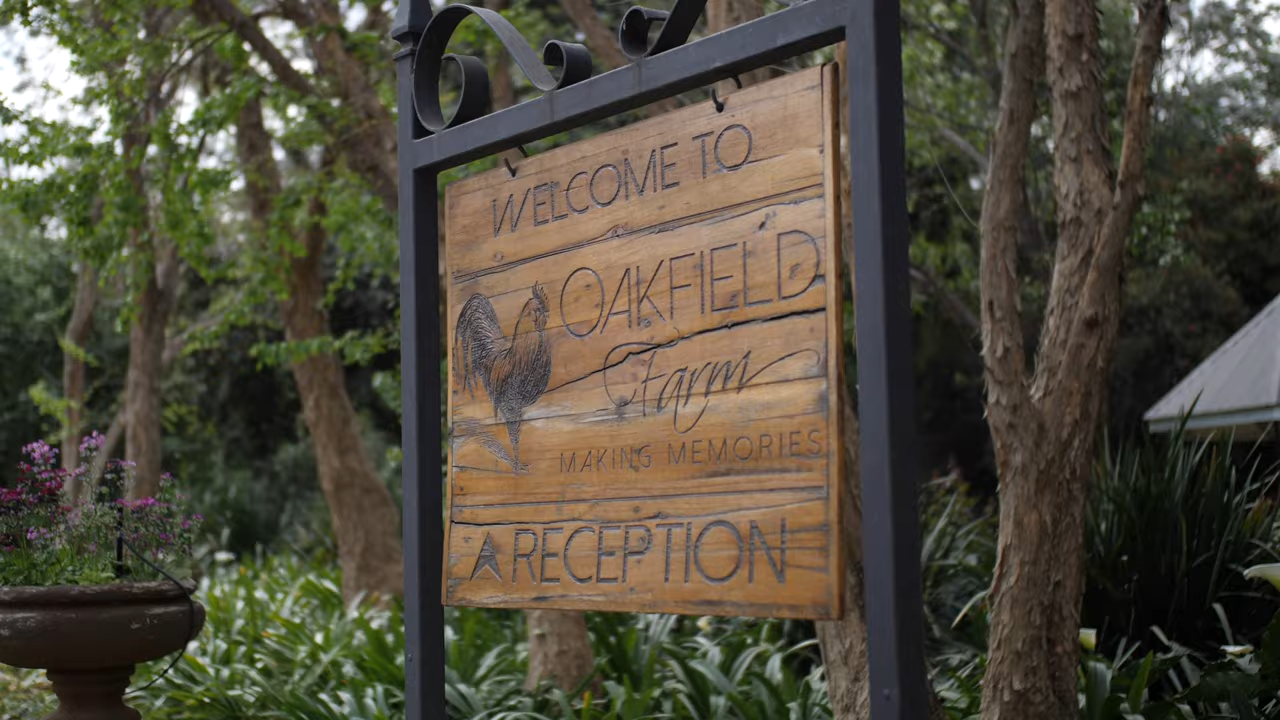 WELCOME TO
OAKFIELD
Farm
MAKING MEMORIES
RECEPTION